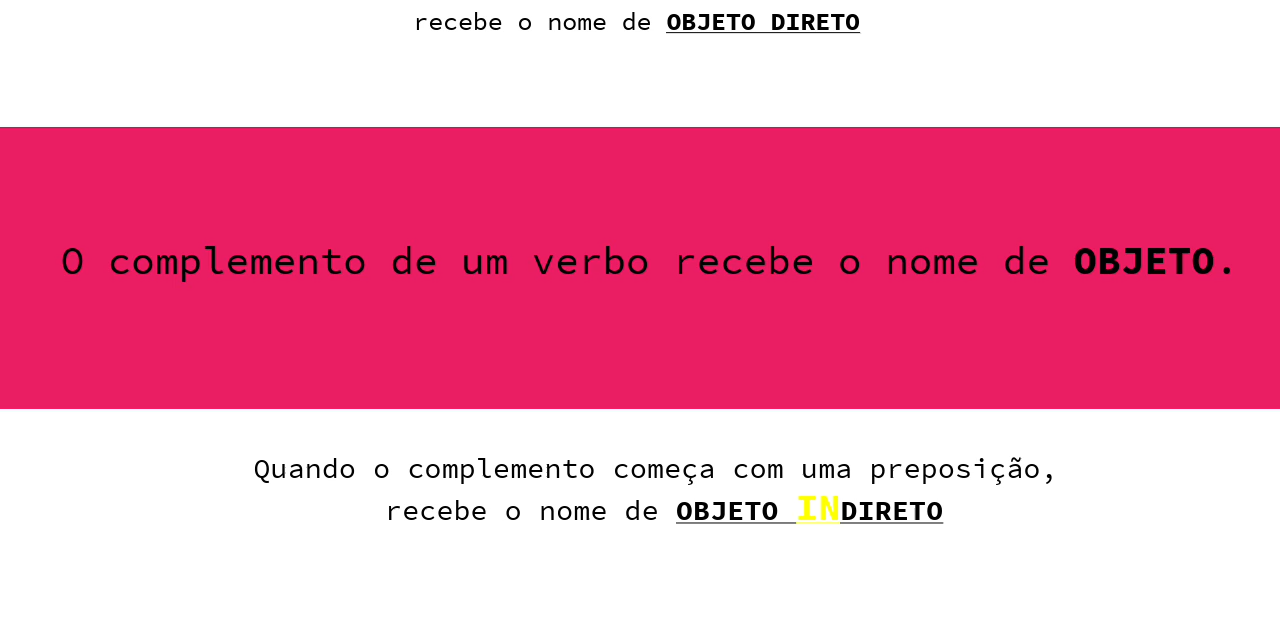 recebe o nome de OBJETO DIRETO
O complemento de um verbo recebe o nome de OBJETO.
Quando o complemento começa com uma preposição,
recebe o nome de OBJETO INDIRETO